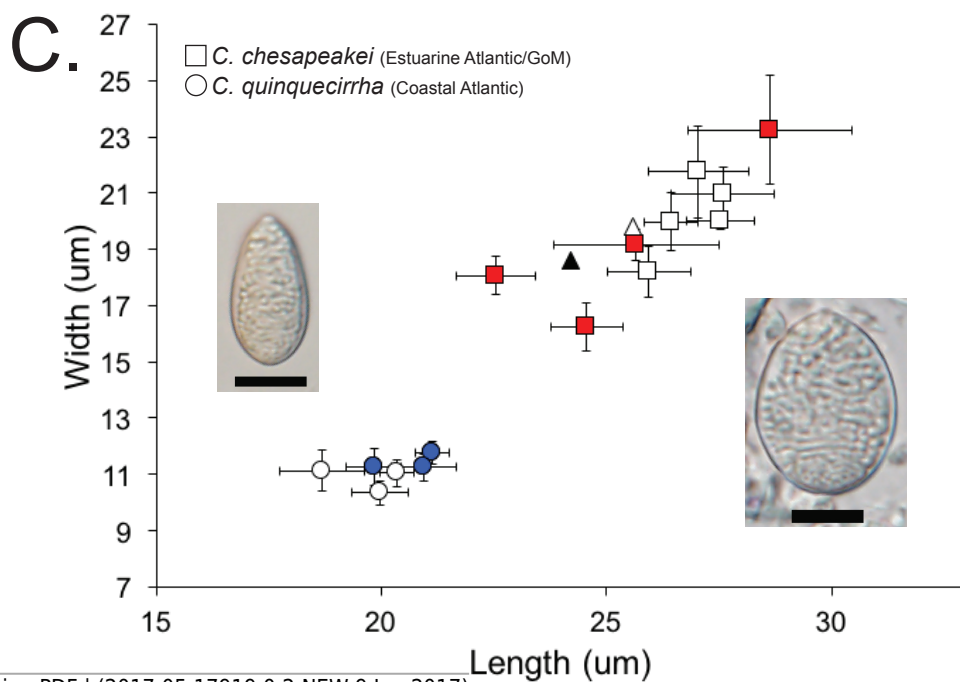 C.
27
C. chesapeakei (Estuarine Atlantic/GoM)
C. quinquecirrha (Coastal Atlantic)
25
23
21
19
17
15
13
11
9
7
Width (um)
15 20 25 30
Length (um)